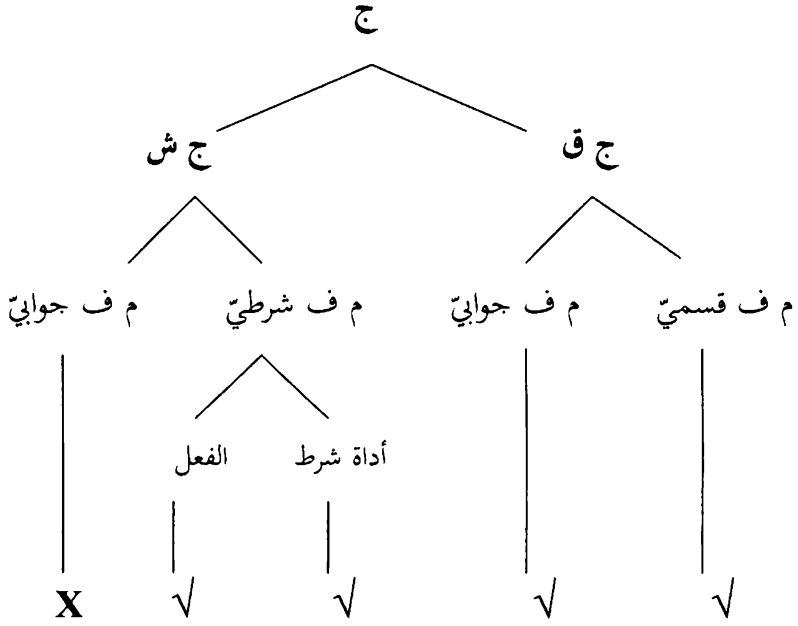 ج
ج ق ج ش
م ف قسميّ م ف جوابيّ م ف شرطيّ م ف جوابيّ
أداة شرط الفعل
√ √ √ √ X